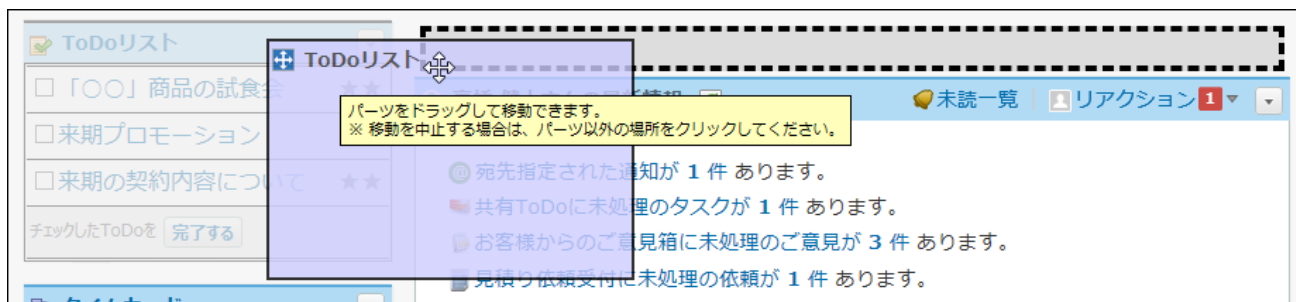 ToDoリスト
□「○○」商品の試食会 ★★
□来期プロモーション
□来期の契約内容について ★★
チェックしたToDoを 完了する
タイムカード
ToDoリスト
パーツをドラッグして移動できます。
※ 移動を中止する場合は、パーツ以外の場所をクリックしてください。
未読一覧 リアクション 1
宛先指定された通知が 1 件 あります。
共有ToDoに未処理のタスクが 1 件 あります。
お客様からのご意見箱に未処理のご意見が 3 件 あります。
見積り依頼受付に未処理の依頼が 1 件 あります。